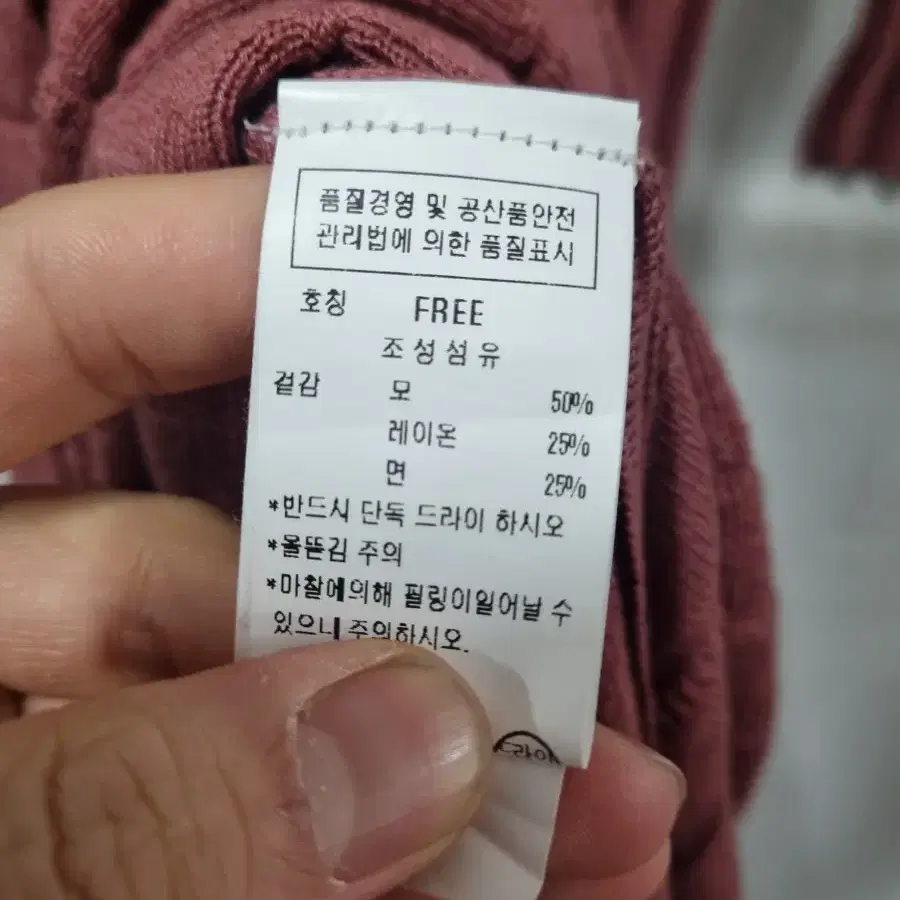 품질경영 및 공산품안전
관리법에 의한 품질표시
호칭 FREE
조성섬유
겉감 모 50%
레이온 25%
면 25%
*반드시 단독 드라이 하시오
*올뜯김 주의
*마찰에의해 필링이일어날 수
있으니 주의하시오.
드라이